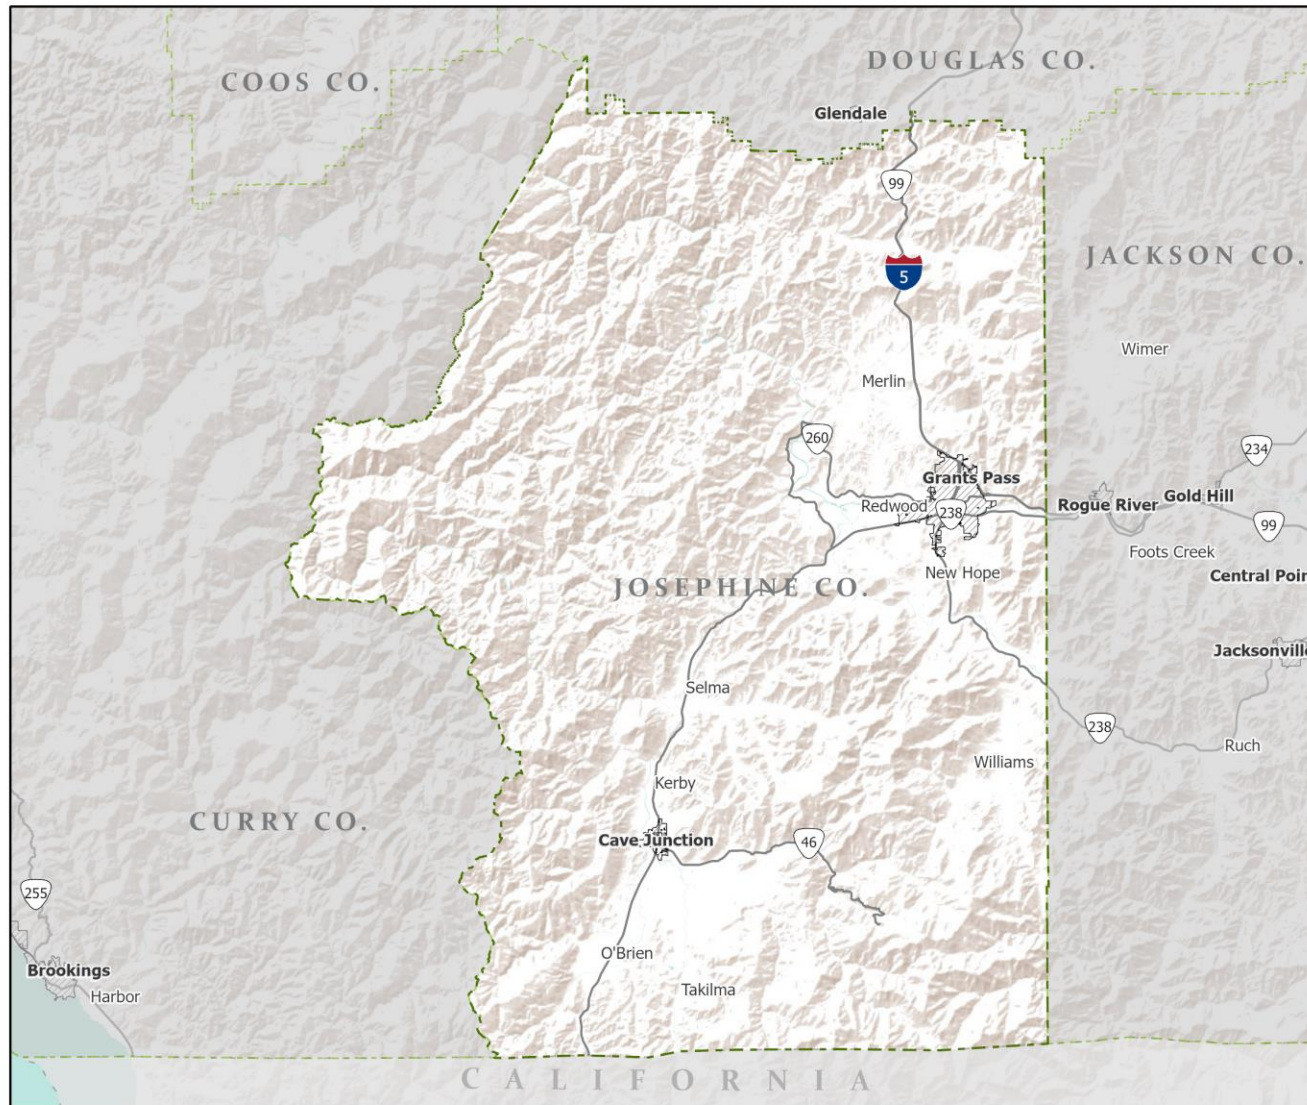 DOUGLAS CO.
COOS CO.
Glendale
99
JACKSON CO.
5
Wimer
Merlin
260
234
Grants Pass
Rogue River
Gold Hill
Redwood
238
99
Foots Creek
New Hope
Central Poin
JOSEPHINE CO.
Jacksonville
Selma
238
Ruch
Williams
Kerby
CURRY CO.
Cave Junction
46
255
O'Brien
Brookings
Takilma
Harbor
CALIFORNIA